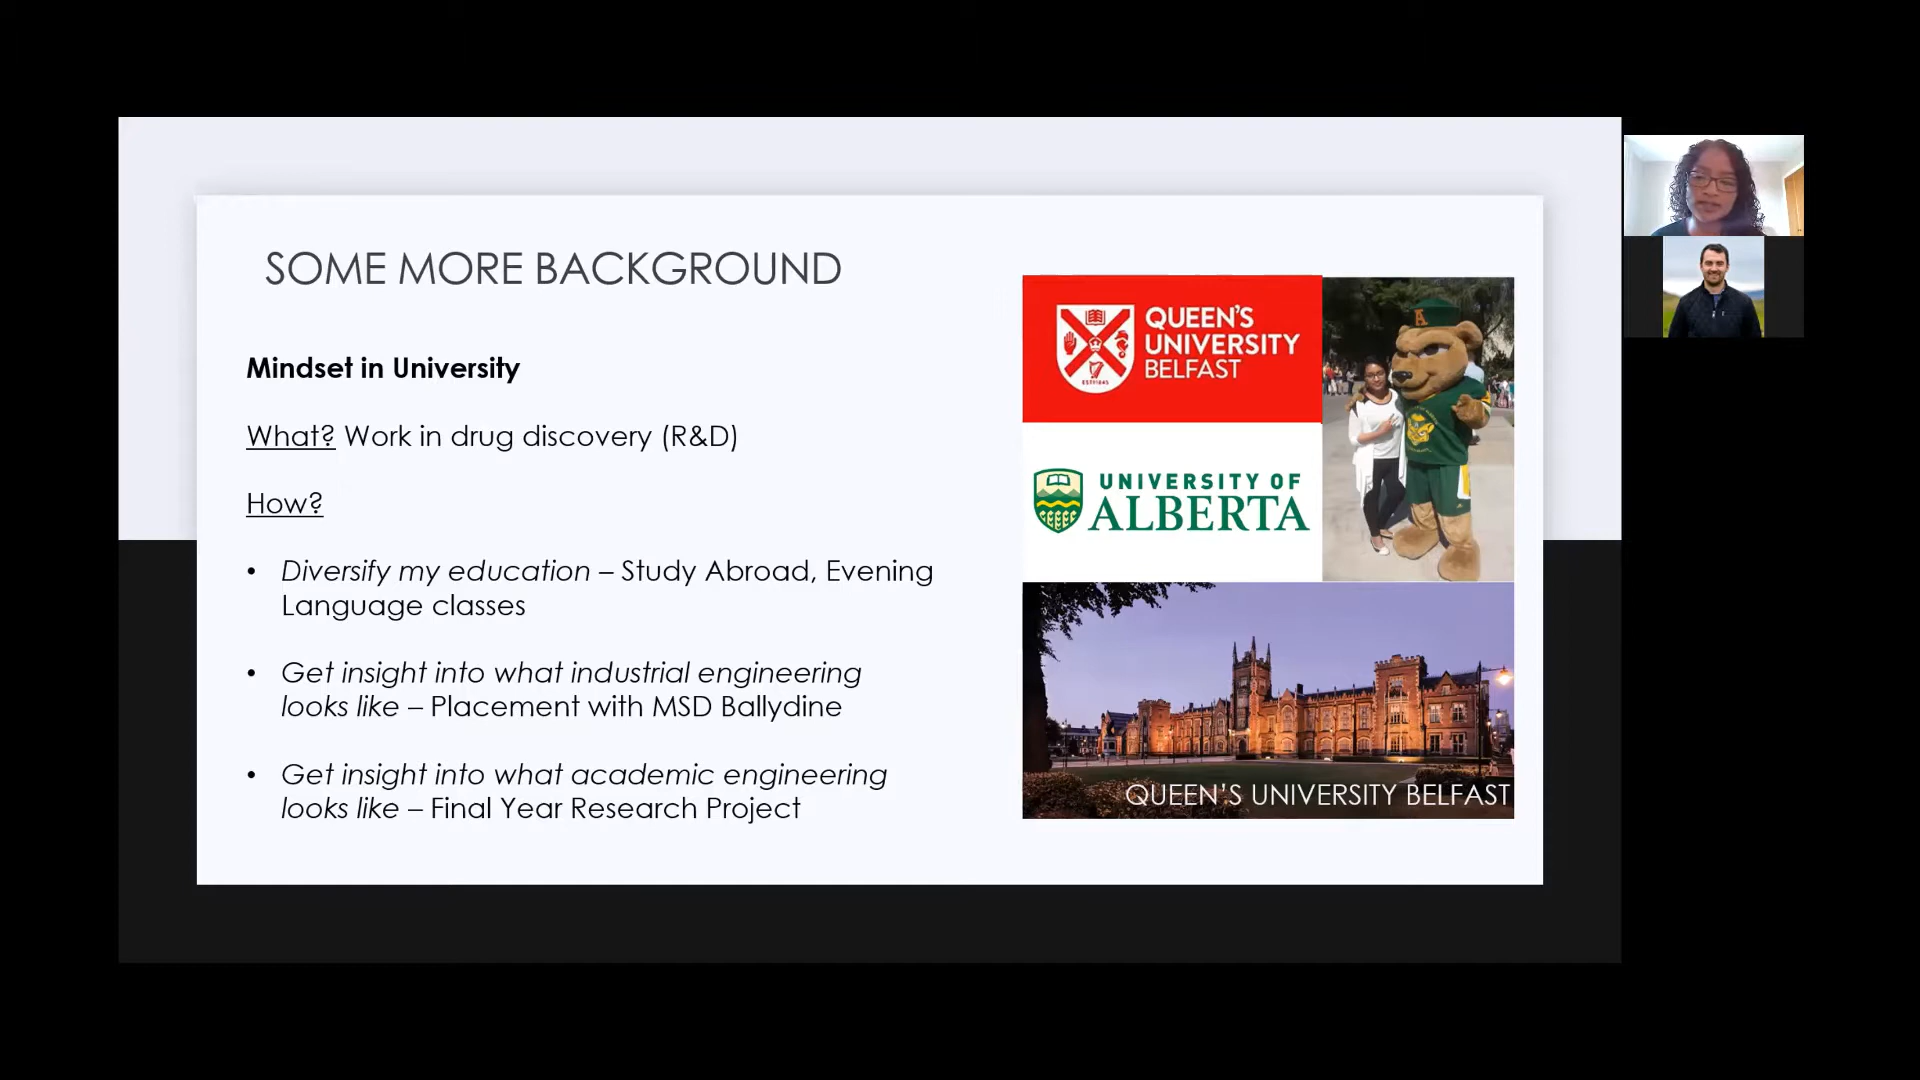 SOME MORE BACKGROUND
Mindset in University
What? Work in drug discovery (R&D)
How?
• Diversify my education – Study Abroad, Evening
Language classes
• Get insight into what industrial engineering
looks like – Placement with MSD Ballydine
• Get insight into what academic engineering
looks like – Final Year Research Project
QUEEN'S
UNIVERSITY
BELFAST
ESTD 1845
UNIVERSITY OF
ALBERTA
A
QUEEN'S UNIVERSITY BELFAST